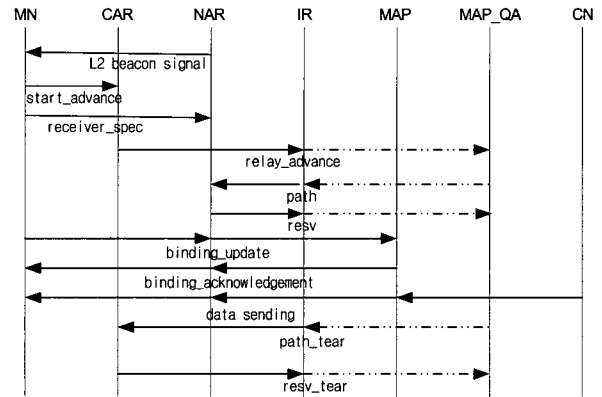 MN CAR NAR IR MAP MAP_QA CN
L2 beacon signal
start_advance
receiver_spec
relay_advance
path
resv
binding_update
binding_acknowledgement
data sending
path_tear
resv_tear